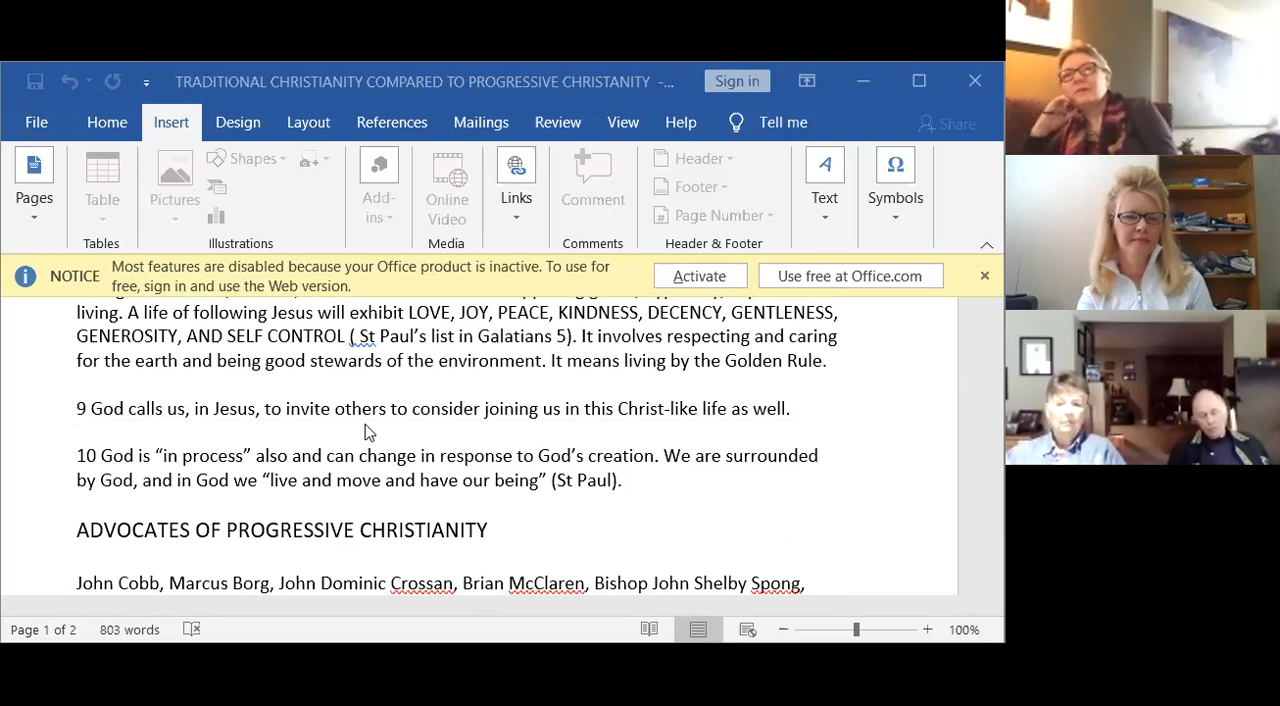 TRADITIONAL CHRISTIANITY COMPARED TO PROGRESSIVE CHRISTANITY -...
Sign in
File Home Insert Design Layout References Mailings Review View Help Tell me Share
Pages
Table
Tables
Pictures
Shapes
Illustrations
Add-
ins
Online
Video
Media
Links
Comment
Comments
Header
Footer
Page Number
Header & Footer
Text
Symbols
NOTICE
Most features are disabled because your Office product is inactive. To use for
free, sign in and use the Web version.
Activate
Use free at Office.com
living. A life of following Jesus will exhibit LOVE, JOY, PEACE, KINDNESS, DECENCY, GENTLENESS,
GENEROSITY, AND SELF CONTROL ( St Paul's list in Galatians 5). It involves respecting and caring
for the earth and being good stewards of the environment. It means living by the Golden Rule.
9 God calls us, in Jesus, to invite others to consider joining us in this Christ-like life as well.
10 God is “in process” also and can change in response to God's creation. We are surrounded
by God, and in God we “live and move and have our being” (St Paul).
ADVOCATES OF PROGRESSIVE CHRISTIANITY
John Cobb, Marcus Borg, John Dominic Crossan, Brian McClaren, Bishop John Shelby Spong,
Page 1 of 2 803 words
100%